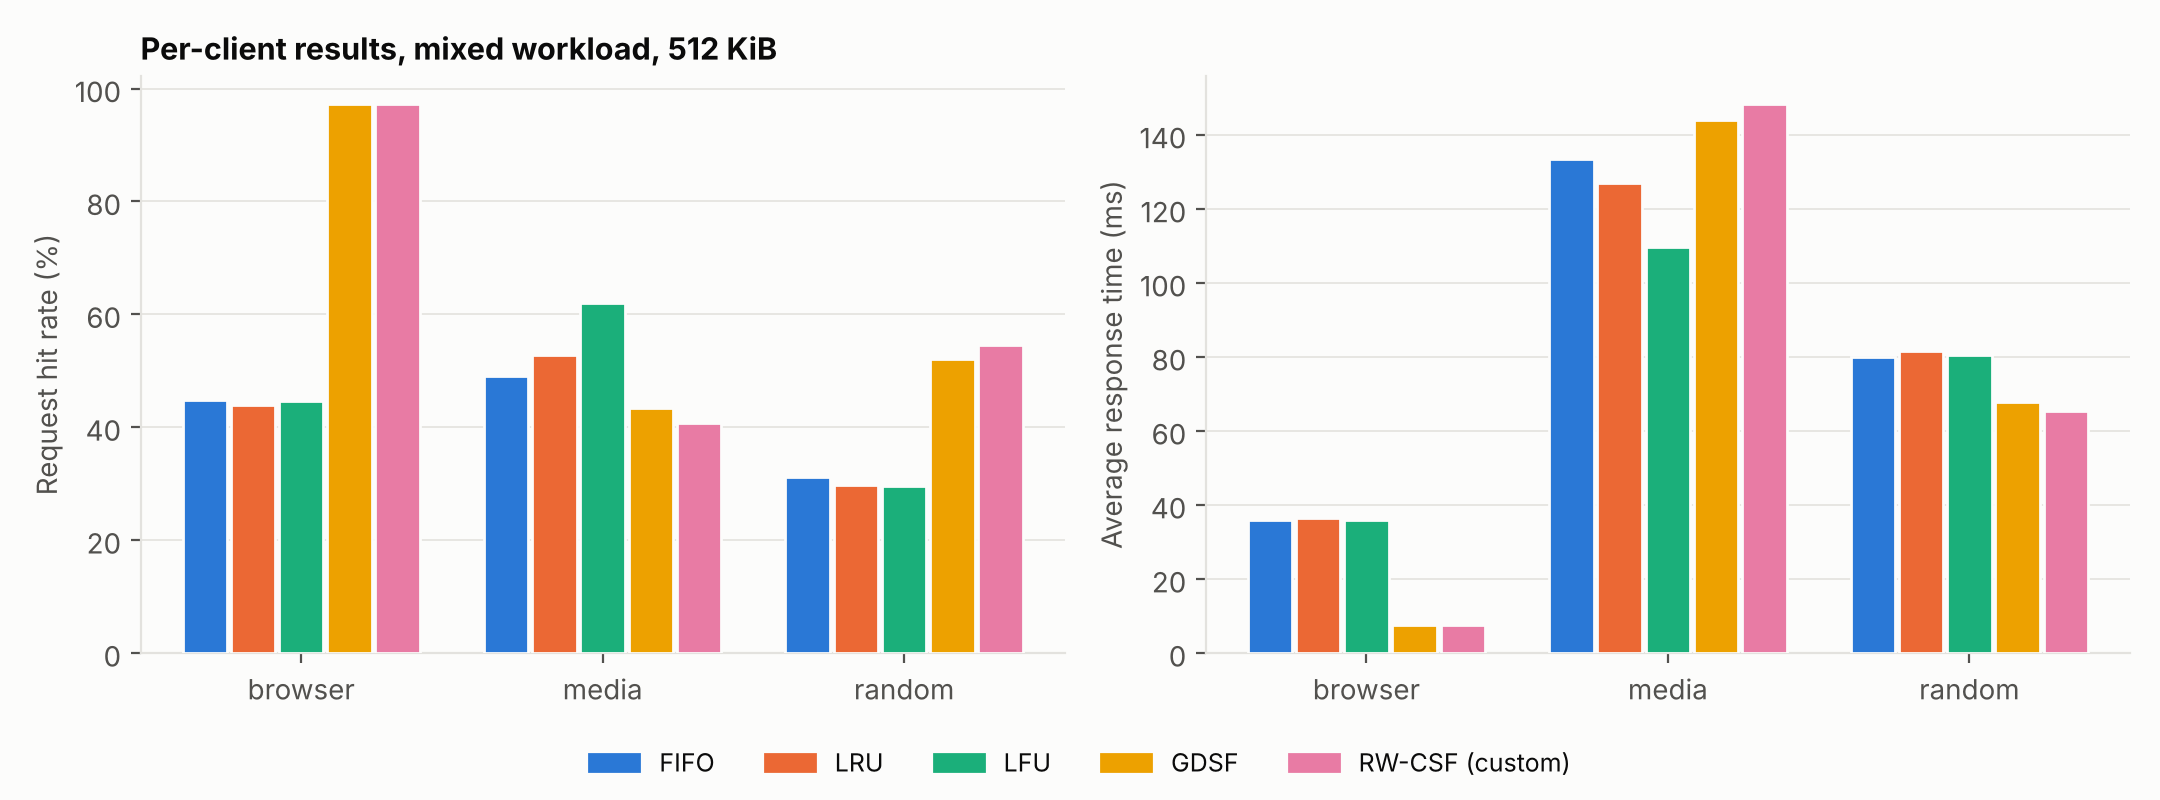 Per-client results, mixed workload, 512 KiB
Request hit rate (%)
100
80
60
40
20
0
browser media random
Average response time (ms)
140
120
100
80
60
40
20
0
browser media random
FIFO LRU LFU GDSF RW-CSF (custom)